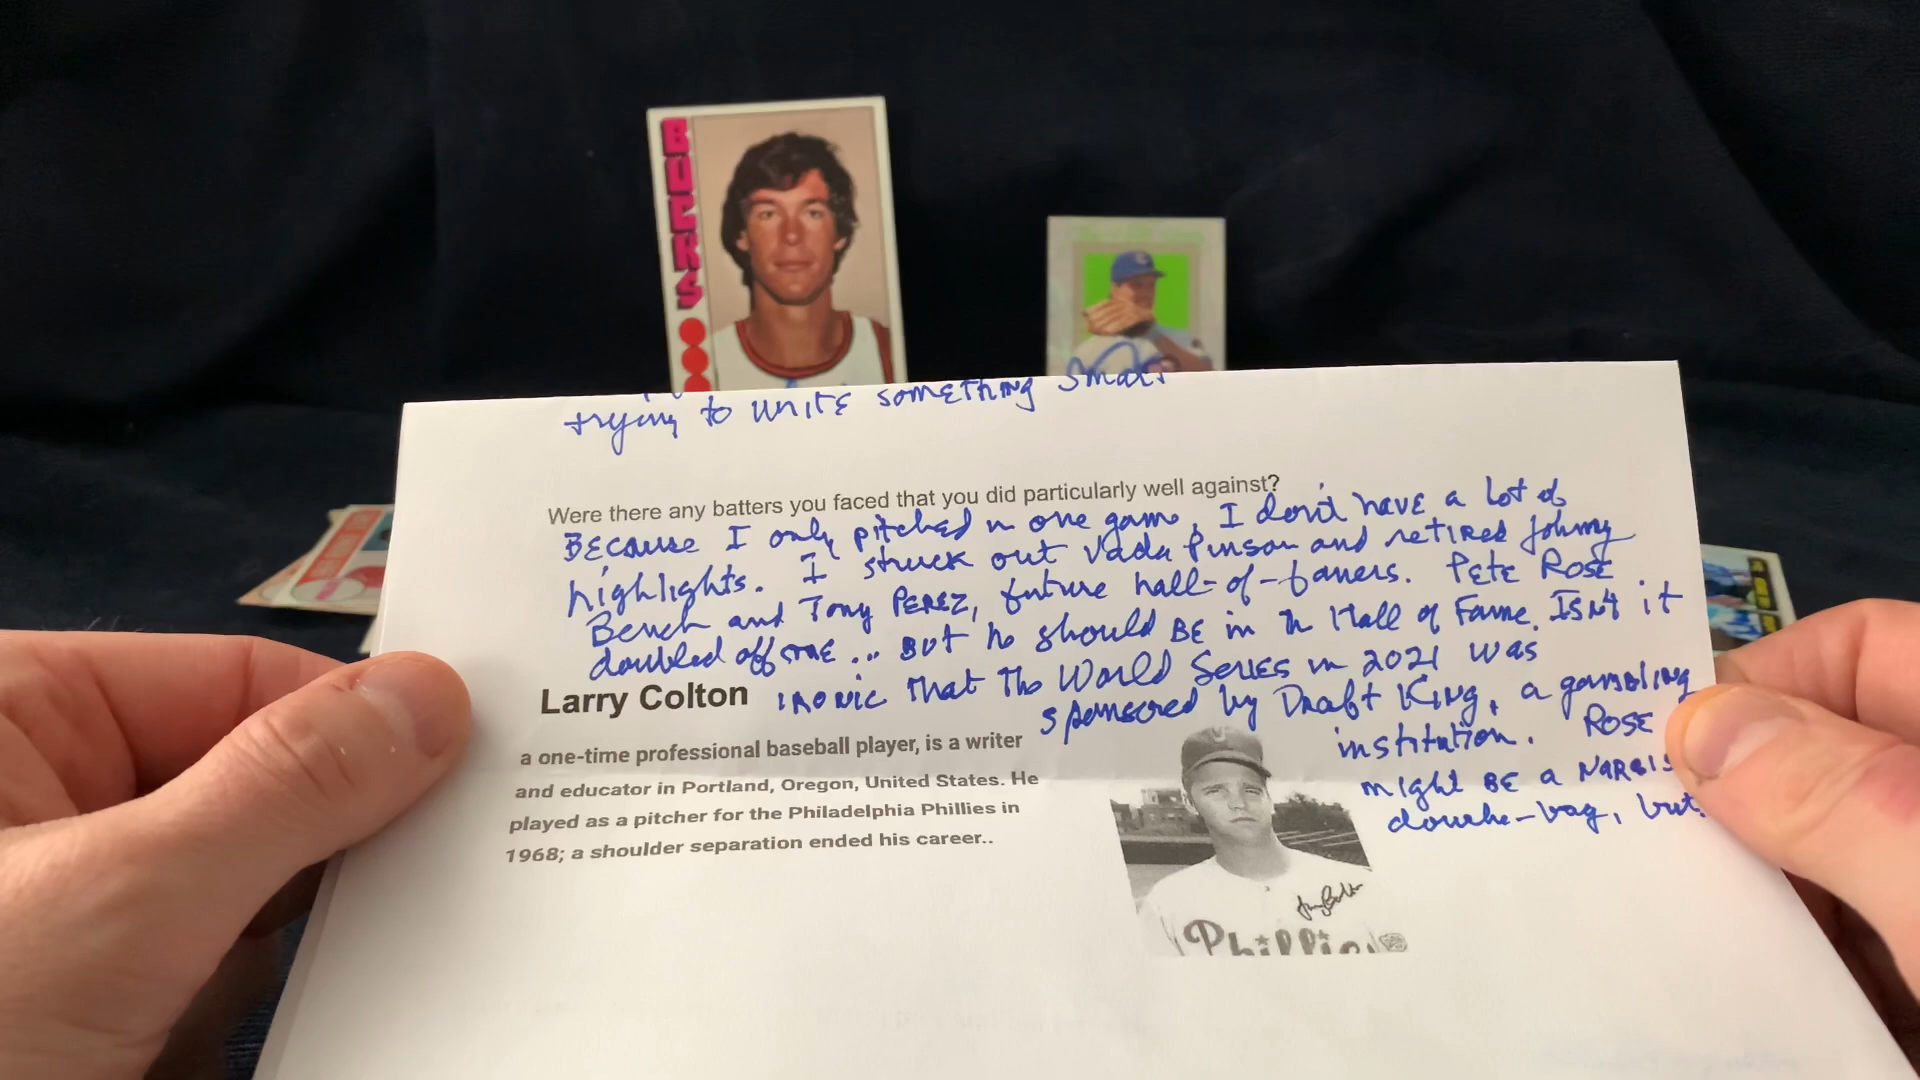 BUCKS
trying to write something small
Were there any batters you faced that you did particularly well against?
Because I only pitched in one game, I don't have a lot of
highlights. I struck out Vada Pinson and retired Johnny
Bench and Tony Perez, future hall-of-famers. Pete Rose
doubled off me... But he should be in the Hall of Fame. Isn't it
ironic that the World Series in 2021 was
sponsored by Draft King, a gambling
institution. Rose
might be a
douche-bag, but
Larry Colton
a one-time professional baseball player, is a writer
and educator in Portland, Oregon, United States. He
played as a pitcher for the Philadelphia Phillies in
1968; a shoulder separation ended his career..
Phillies